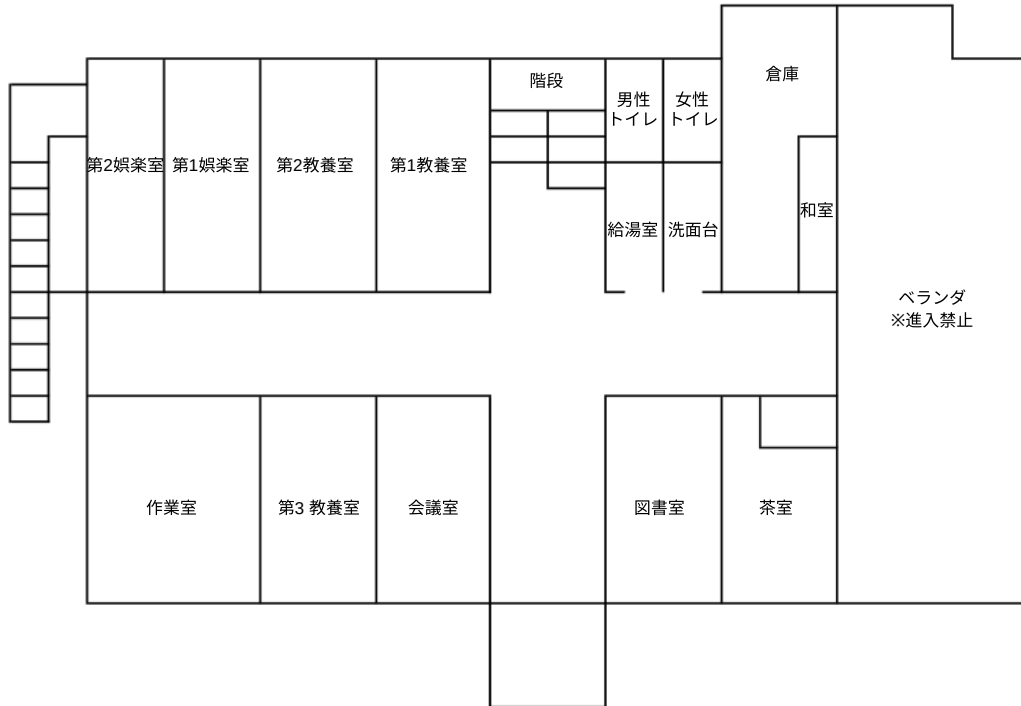 階段
倉庫
男性
トイレ
女性
トイレ
第2娯楽室
第1娯楽室
第2教養室
第1教養室
和室
給湯室
洗面台
ベランダ
※進入禁止
作業室
第3 教養室
会議室
図書室
茶室